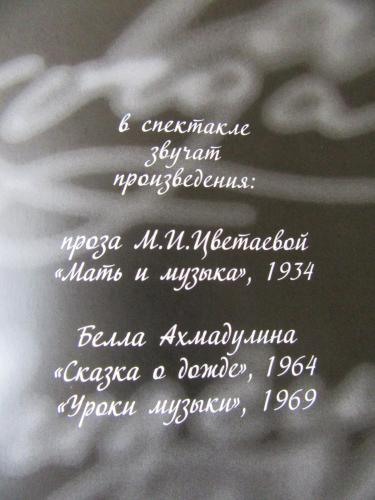 в спектакле
звучат
произведения:
проза М.И.Цветаевой
«Мать и музыка», 1934
Белла Ахмадулина
«Сказка о дожде», 1964
«Уроки музыки», 1969